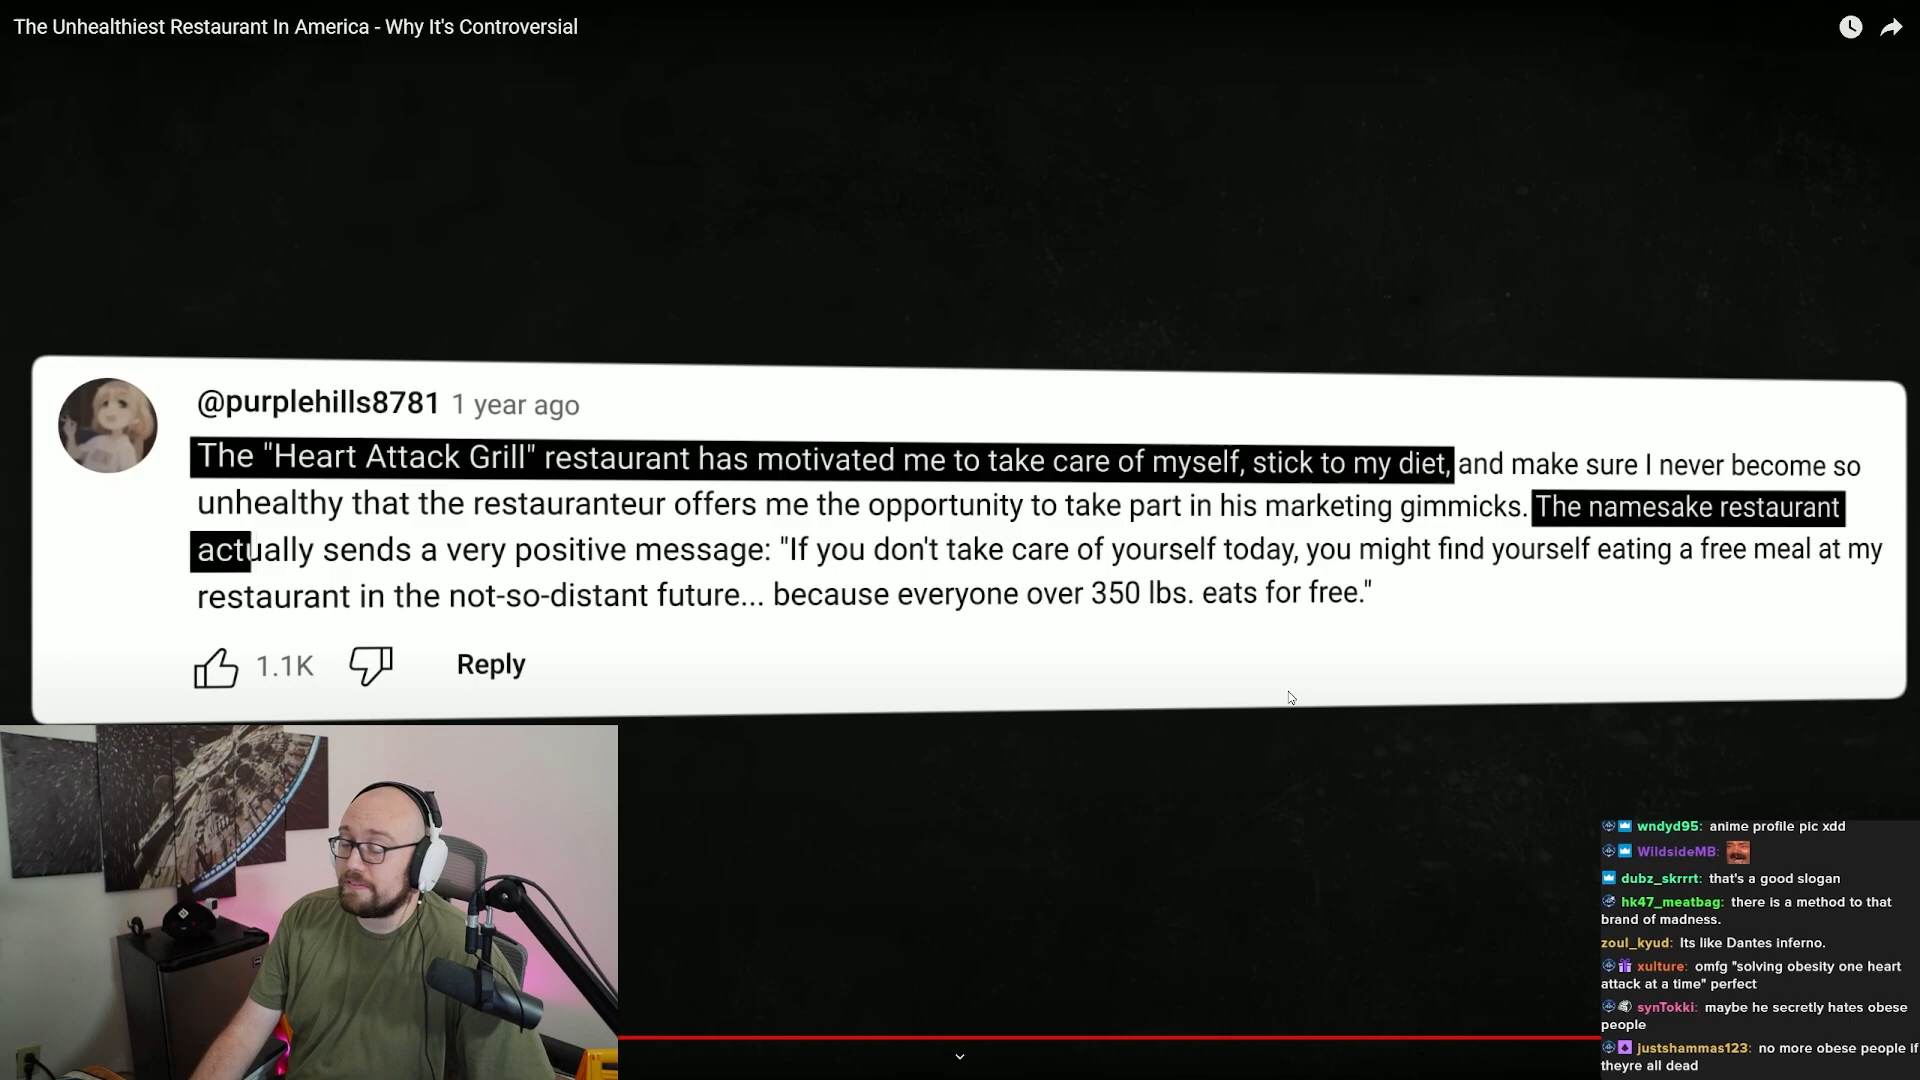 The Unhealthiest Restaurant In America - Why It's Controversial
@purplehills8781 1 year ago
The "Heart Attack Grill" restaurant has motivated me to take care of myself, stick to my diet, and make sure I never become so
unhealthy that the restauranteur offers me the opportunity to take part in his marketing gimmicks. The namesake restaurant
actually sends a very positive message: "If you don't take care of yourself today, you might find yourself eating a free meal at my
restaurant in the not-so-distant future... because everyone over 350 lbs. eats for free."
1.1K
Reply
wndyd95: anime profile pic xdd
WildsideMB:
dubz_skrrrt: that's a good slogan
hk47_meatbag: there is a method to that
brand of madness.
zoul_kyud: Its like Dantes inferno.
xulture: omfg "solving obesity one heart
attack at a time" perfect
synTokki: maybe he secretly hates obese
people
justshammas123: no more obese people if
theyre all dead